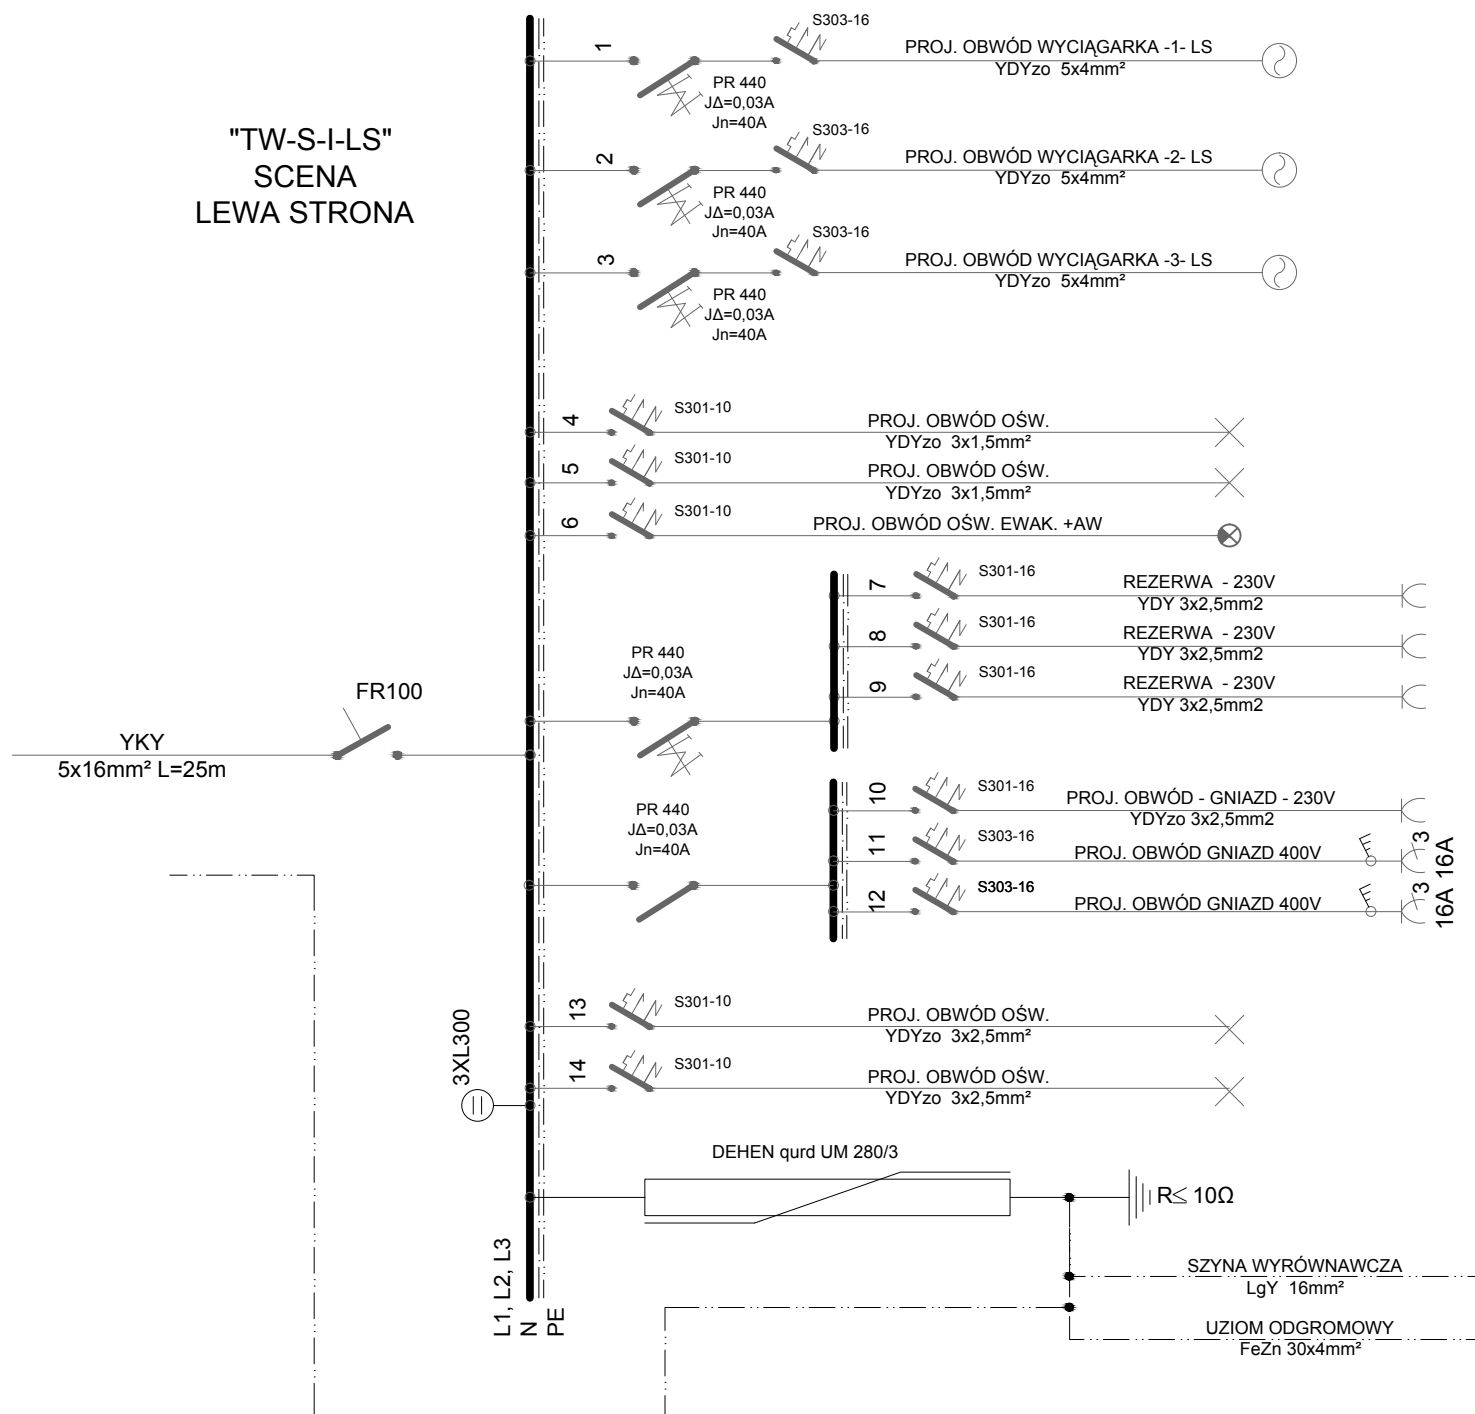 "TW-S-I-LS"
SCENA
LEWA STRONA
1
S303-16
PROJ. OBWÓD WYCIĄGARKA -1- LS
YDYzo 5x4mm²
PR 440
JΔ=0,03A
Jn=40A
2
S303-16
PROJ. OBWÓD WYCIĄGARKA -2- LS
YDYzo 5x4mm²
PR 440
JΔ=0,03A
Jn=40A
3
S303-16
PROJ. OBWÓD WYCIĄGARKA -3- LS
YDYzo 5x4mm²
PR 440
JΔ=0,03A
Jn=40A
4
S301-10
PROJ. OBWÓD OŚW.
YDYzo 3x1,5mm²
5
S301-10
PROJ. OBWÓD OŚW.
YDYzo 3x1,5mm²
6
S301-10
PROJ. OBWÓD OŚW. EWAK. +AW
7
S301-16
REZERWA - 230V
YDY 3x2,5mm2
8
S301-16
REZERWA - 230V
YDY 3x2,5mm2
9
S301-16
REZERWA - 230V
YDY 3x2,5mm2
PR 440
JΔ=0,03A
Jn=40A
FR100
YKY
5x16mm² L=25m
PR 440
JΔ=0,03A
Jn=40A
10
S301-16
PROJ. OBWÓD - GNIAZD - 230V
YDYzo 3x2,5mm2
11
S303-16
PROJ. OBWÓD GNIAZD 400V
3
16A
12
S303-16
PROJ. OBWÓD GNIAZD 400V
3
16A
13
S301-10
PROJ. OBWÓD OŚW.
YDYzo 3x2,5mm²
14
S301-10
PROJ. OBWÓD OŚW.
YDYzo 3x2,5mm²
3XL300
DEHEN qurd UM 280/3
R≤ 10Ω
L1, L2, L3
N
PE
SZYNA WYRÓWNAWCZA
LgY 16mm²
UZIOM ODGROMOWY
FeZn 30x4mm²